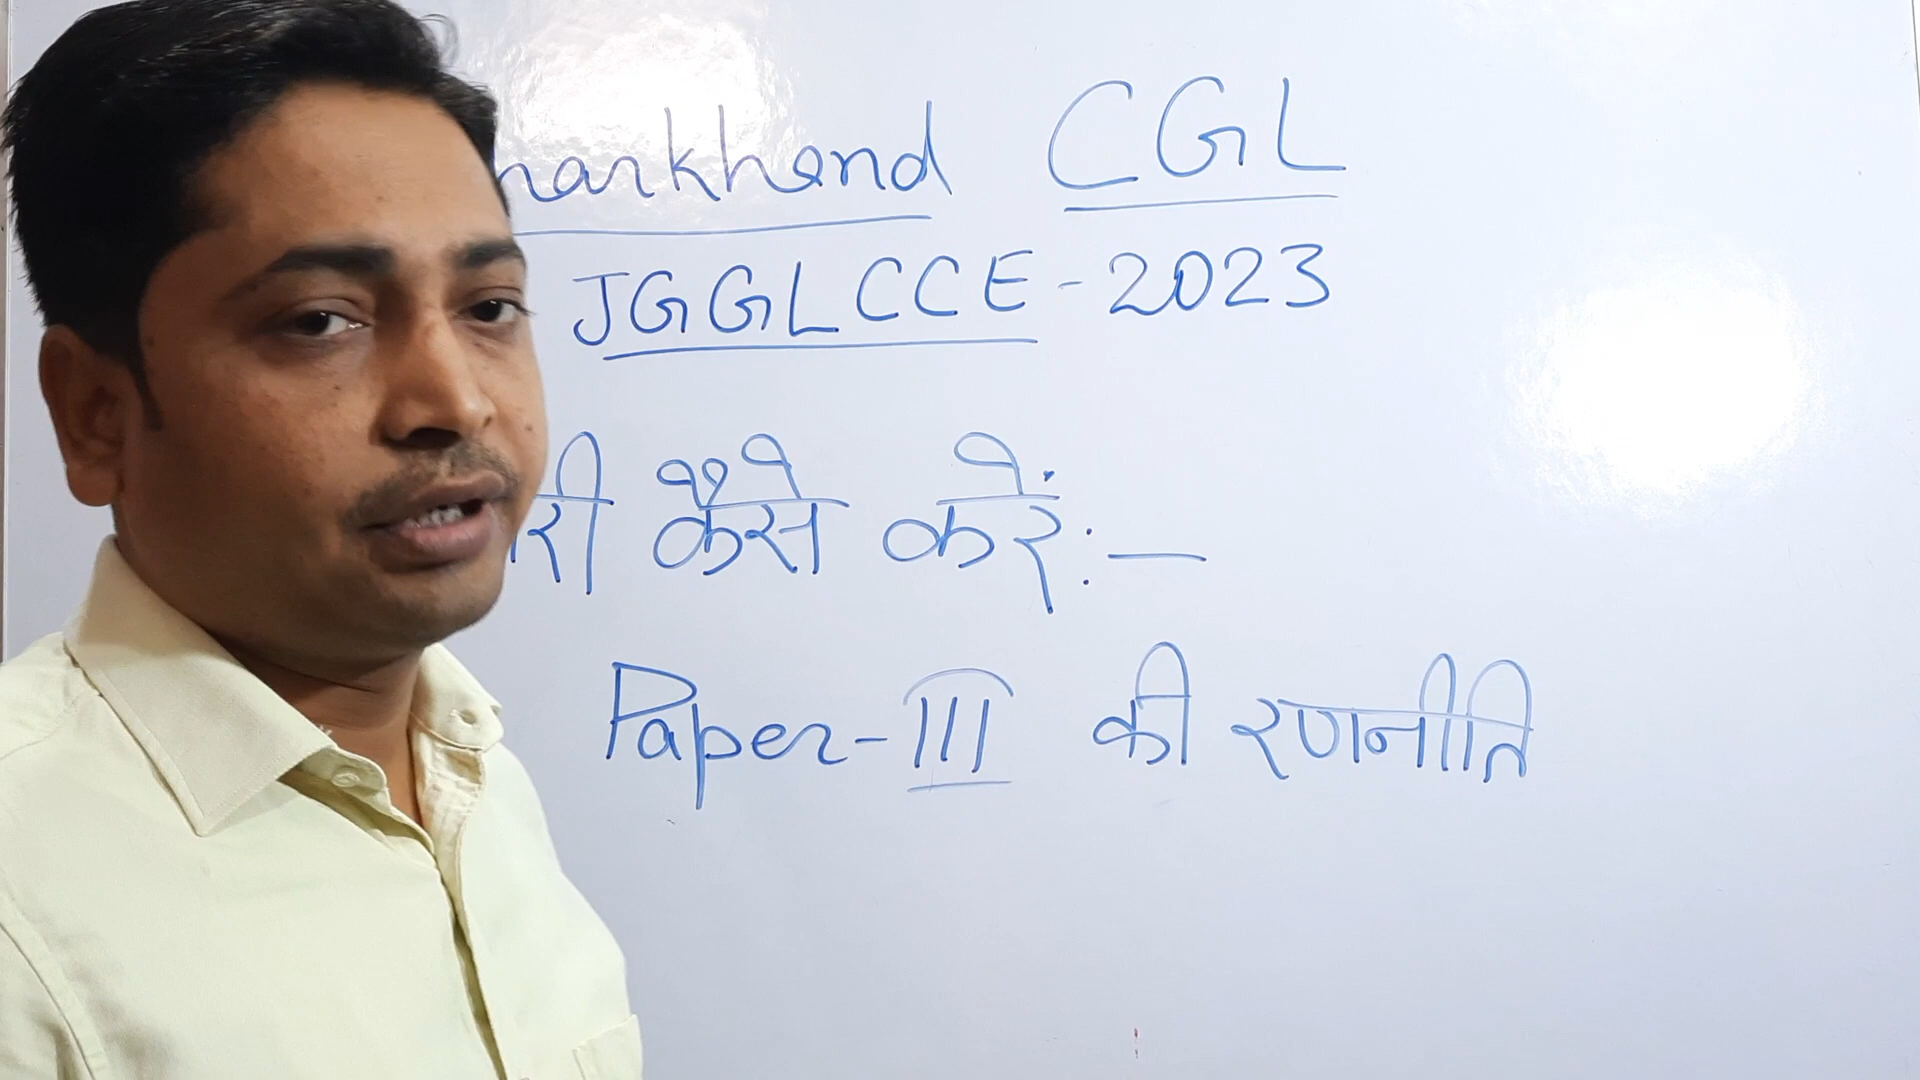 harkhand CGL
JGGLCCE-2023
री कैसे करें:—
Paper-III की रणनीति